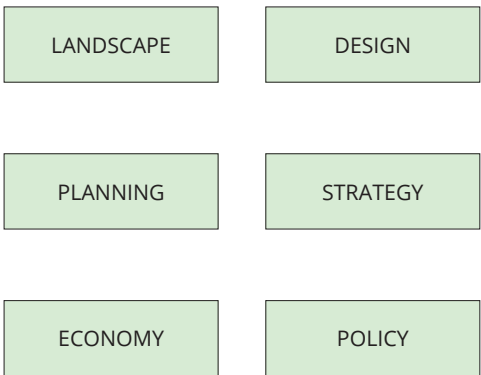 LANDSCAPE
DESIGN
PLANNING
STRATEGY
ECONOMY
POLICY